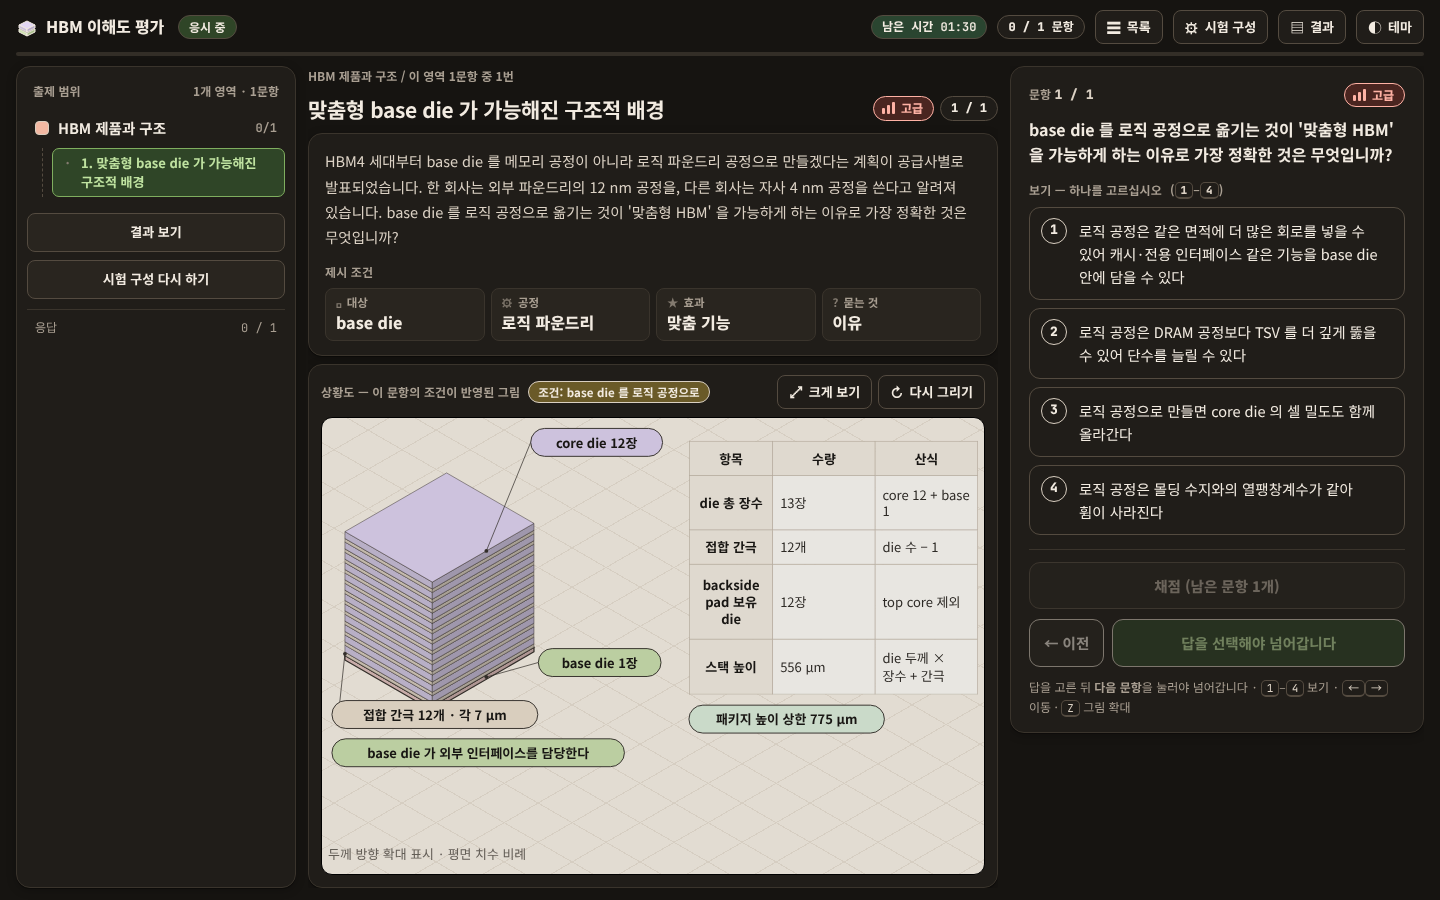 HBM 이해도 평가
응시 중
남은 시간 01:30
0 / 1 문항
목록
시험 구성
결과
테마
출제 범위
1개 영역 · 1문항
HBM 제품과 구조
0/1
1. 맞춤형 base die 가 가능해진
구조적 배경
결과 보기
시험 구성 다시 하기
응답
0 / 1
HBM 제품과 구조 / 이 영역 1문항 중 1번
맞춤형 base die 가 가능해진 구조적 배경
고급
1 / 1
HBM4 세대부터 base die 를 메모리 공정이 아니라 로직 파운드리 공정으로 만들겠다는 계획이 공급사별로
발표되었습니다. 한 회사는 외부 파운드리의 12 nm 공정을, 다른 회사는 자사 4 nm 공정을 쓴다고 알려져
있습니다. base die 를 로직 공정으로 옮기는 것이 '맞춤형 HBM' 을 가능하게 하는 이유로 가장 정확한 것은
무엇입니까?
제시 조건
대상
base die
공정
로직 파운드리
★ 효과
맞춤 기능
? 묻는 것
이유
상황도 — 이 문항의 조건이 반영된 그림
조건: base die 를 로직 공정으로
크게 보기
다시 그리기
core die 12장
base die 1장
접합 간극 12개 · 각 7 µm
base die 가 외부 인터페이스를 담당한다
항목
수량
산식
die 총 장수
13장
core 12 + base
1
접합 간극
12개
die 수 − 1
backside
pad 보유
die
12장
top core 제외
스택 높이
556 µm
die 두께 ×
장수 + 간극
패키지 높이 상한 775 µm
두께 방향 확대 표시 · 평면 치수 비례
문항 1 / 1
고급
base die 를 로직 공정으로 옮기는 것이 '맞춤형 HBM'
을 가능하게 하는 이유로 가장 정확한 것은 무엇입니까?
보기 — 하나를 고르십시오 (1–4)
1
로직 공정은 같은 면적에 더 많은 회로를 넣을 수
있어 캐시·전용 인터페이스 같은 기능을 base die
안에 담을 수 있다
2
로직 공정은 DRAM 공정보다 TSV 를 더 깊게 뚫을
수 있어 단수를 늘릴 수 있다
3
로직 공정으로 만들면 core die 의 셀 밀도도 함께
올라간다
4
로직 공정은 몰딩 수지와의 열팽창계수가 같아
휨이 사라진다
채점 (남은 문항 1개)
← 이전
답을 선택해야 넘어갑니다
답을 고른 뒤 다음 문항을 눌러야 넘어갑니다 · 1–4 보기 · ← →
이동 · Z 그림 확대